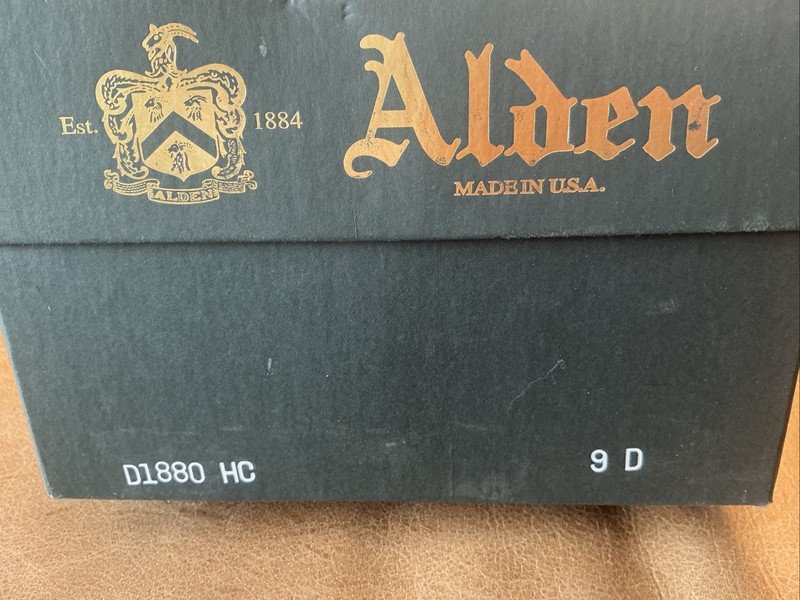 Est. 1884
ALDEN
Alden
MADE IN U.S.A.
D1880 HC 9 D